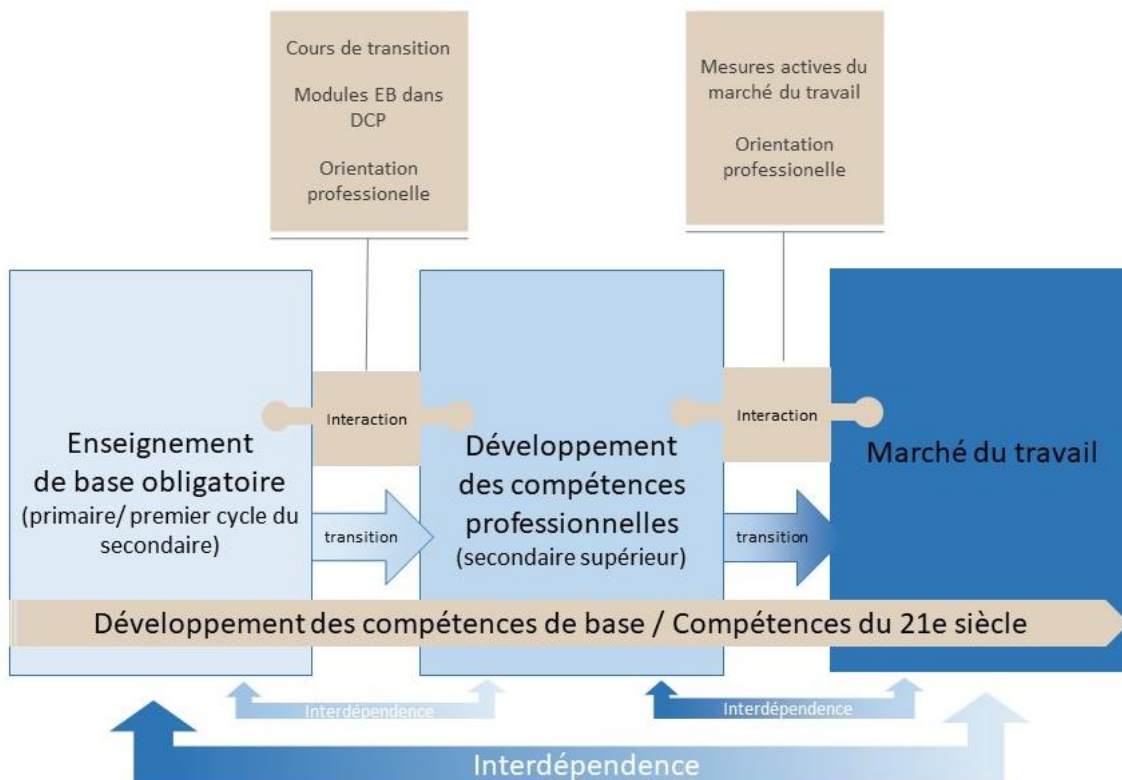 Cours de transition
Modules EB dans
DCP
Orientation
professionelle
Mesures actives du
marché du travail
Orientation
professionelle
Enseignement
de base obligatoire
(primaire/ premier cycle du
secondaire)
Interaction
transition
Développement
des compétences
professionnelles
(secondaire supérieur)
Interaction
transition
Marché du travail
Développement des compétences de base / Compétences du 21e siècle
Interdépendence
Interdépendence
Interdépendence